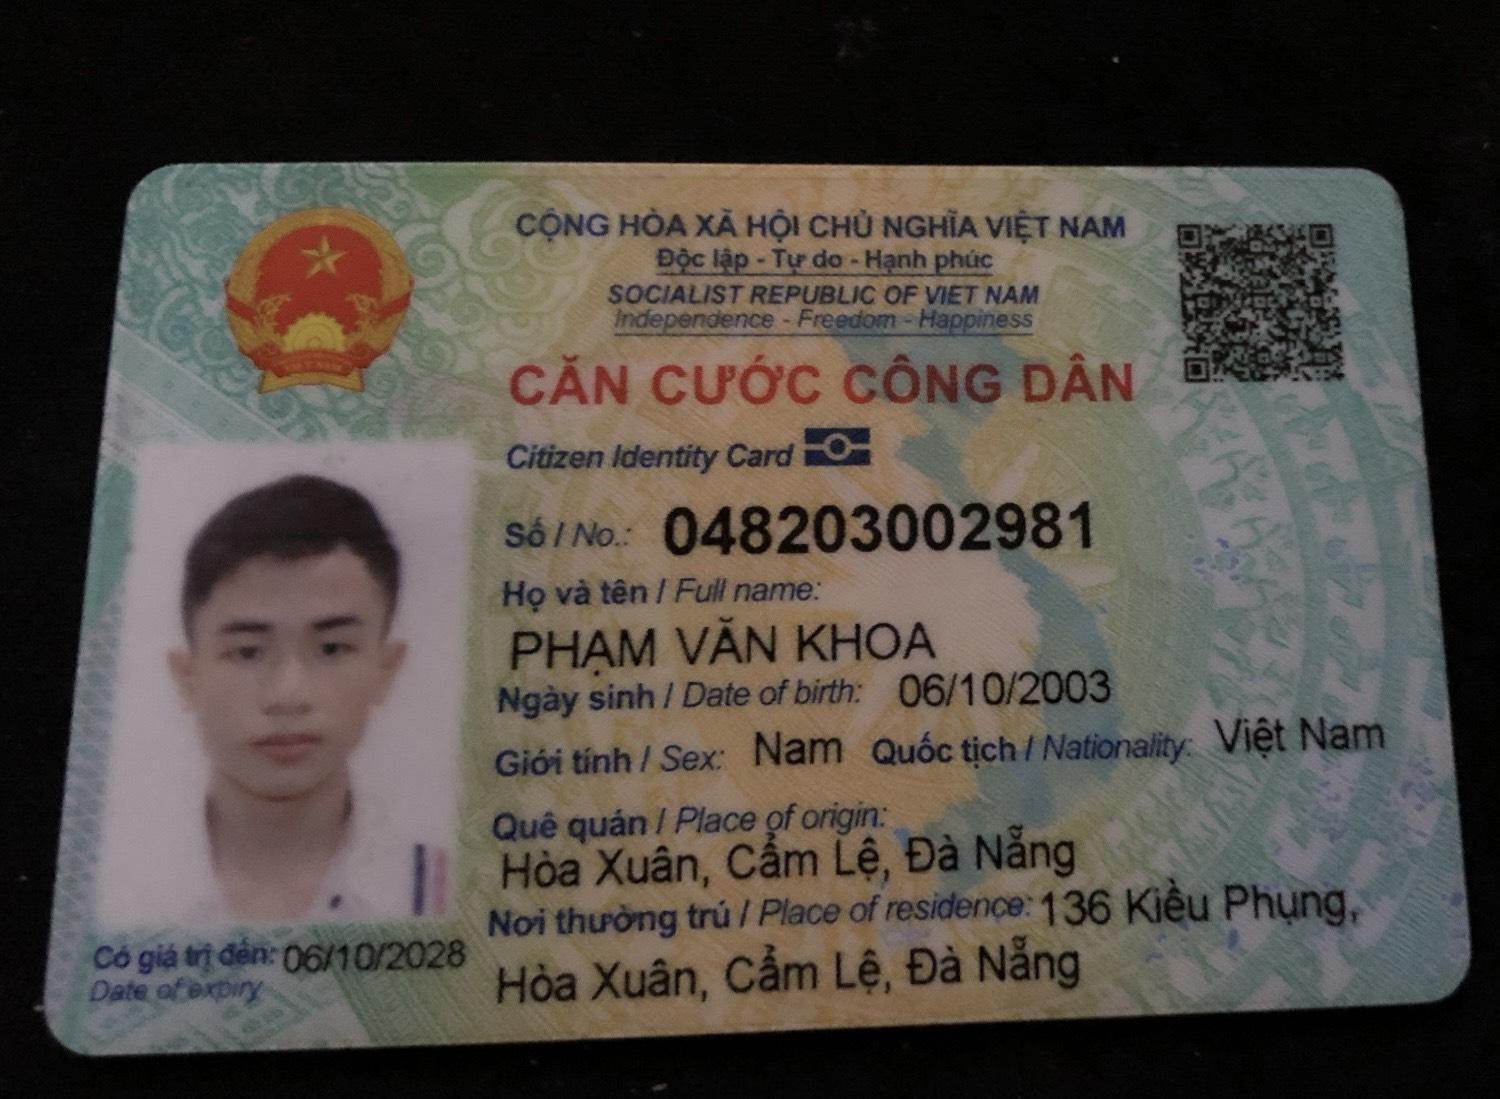 CỘNG HÒA XÃ HỘI CHỦ NGHĨA VIỆT NAM
Độc lập - Tự do - Hạnh phúc
SOCIALIST REPUBLIC OF VIET NAM
Independence - Freedom - Happiness
CĂN CƯỚC CÔNG DÂN
Citizen Identity Card
Số / No.: 048203002981
Họ và tên / Full name:
PHẠM VĂN KHOA
Ngày sinh / Date of birth: 06/10/2003
Giới tính / Sex: Nam Quốc tịch / Nationality: Việt Nam
Quê quán / Place of origin:
Hòa Xuân, Cẩm Lệ, Đà Nẵng
Nơi thường trú / Place of residence: 136 Kiều Phụng,
Hòa Xuân, Cẩm Lệ, Đà Nẵng
Có giá trị đến: 06/10/2028
Date of expiry